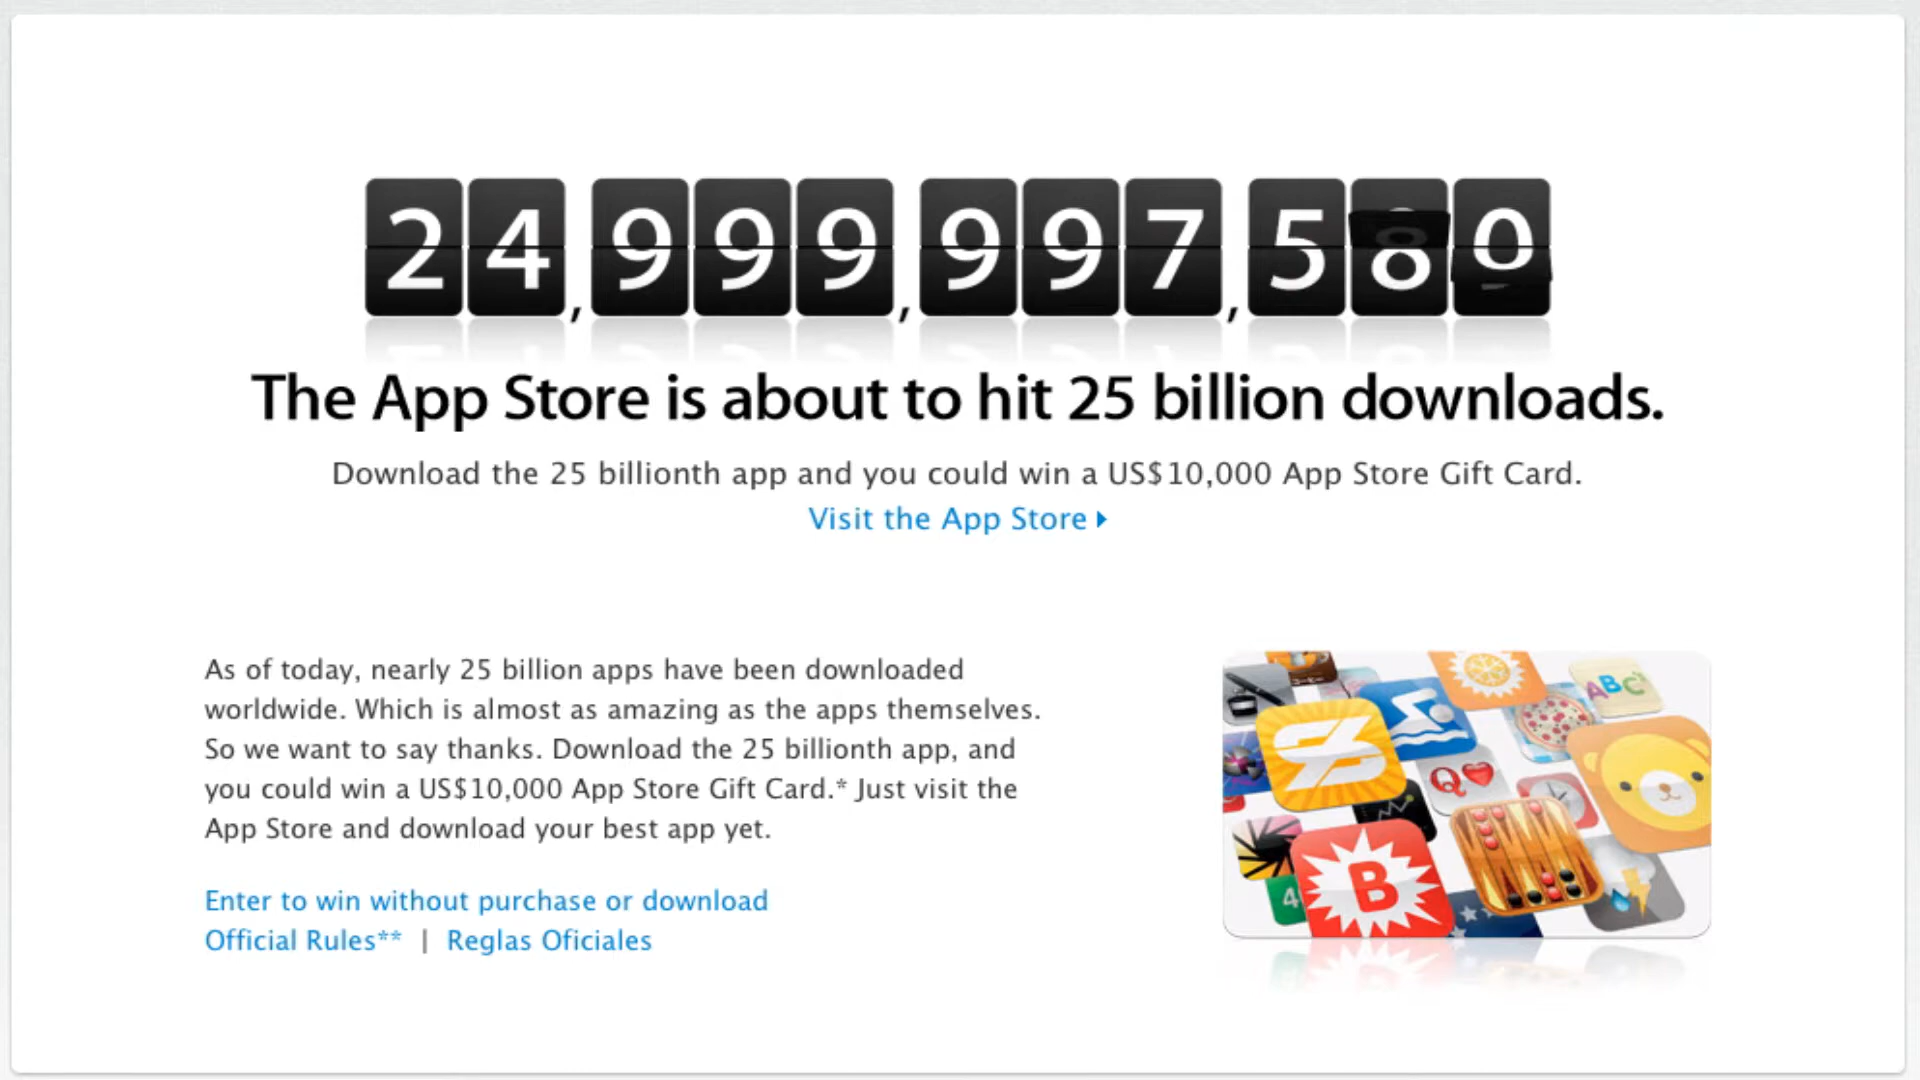 24,999,997,580
The App Store is about to hit 25 billion downloads.
Download the 25 billionth app and you could win a US$10,000 App Store Gift Card.
Visit the App Store
As of today, nearly 25 billion apps have been downloaded
worldwide. Which is almost as amazing as the apps themselves.
So we want to say thanks. Download the 25 billionth app, and
you could win a US$10,000 App Store Gift Card.* Just visit the
App Store and download your best app yet.
Enter to win without purchase or download
Official Rules** | Reglas Oficiales
ABC
Q
4
B